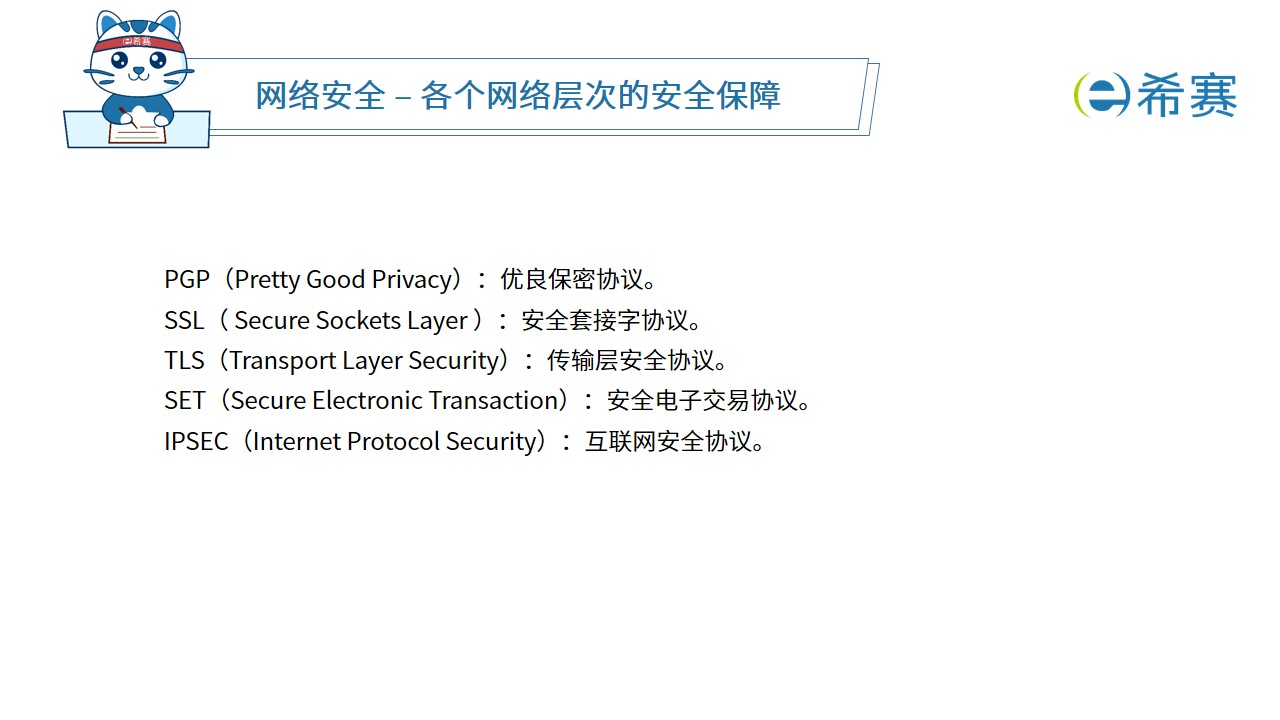 希赛
网络安全 – 各个网络层次的安全保障
希赛
PGP（Pretty Good Privacy）：优良保密协议。
SSL（ Secure Sockets Layer ）：安全套接字协议。
TLS（Transport Layer Security）：传输层安全协议。
SET（Secure Electronic Transaction）：安全电子交易协议。
IPSEC（Internet Protocol Security）：互联网安全协议。